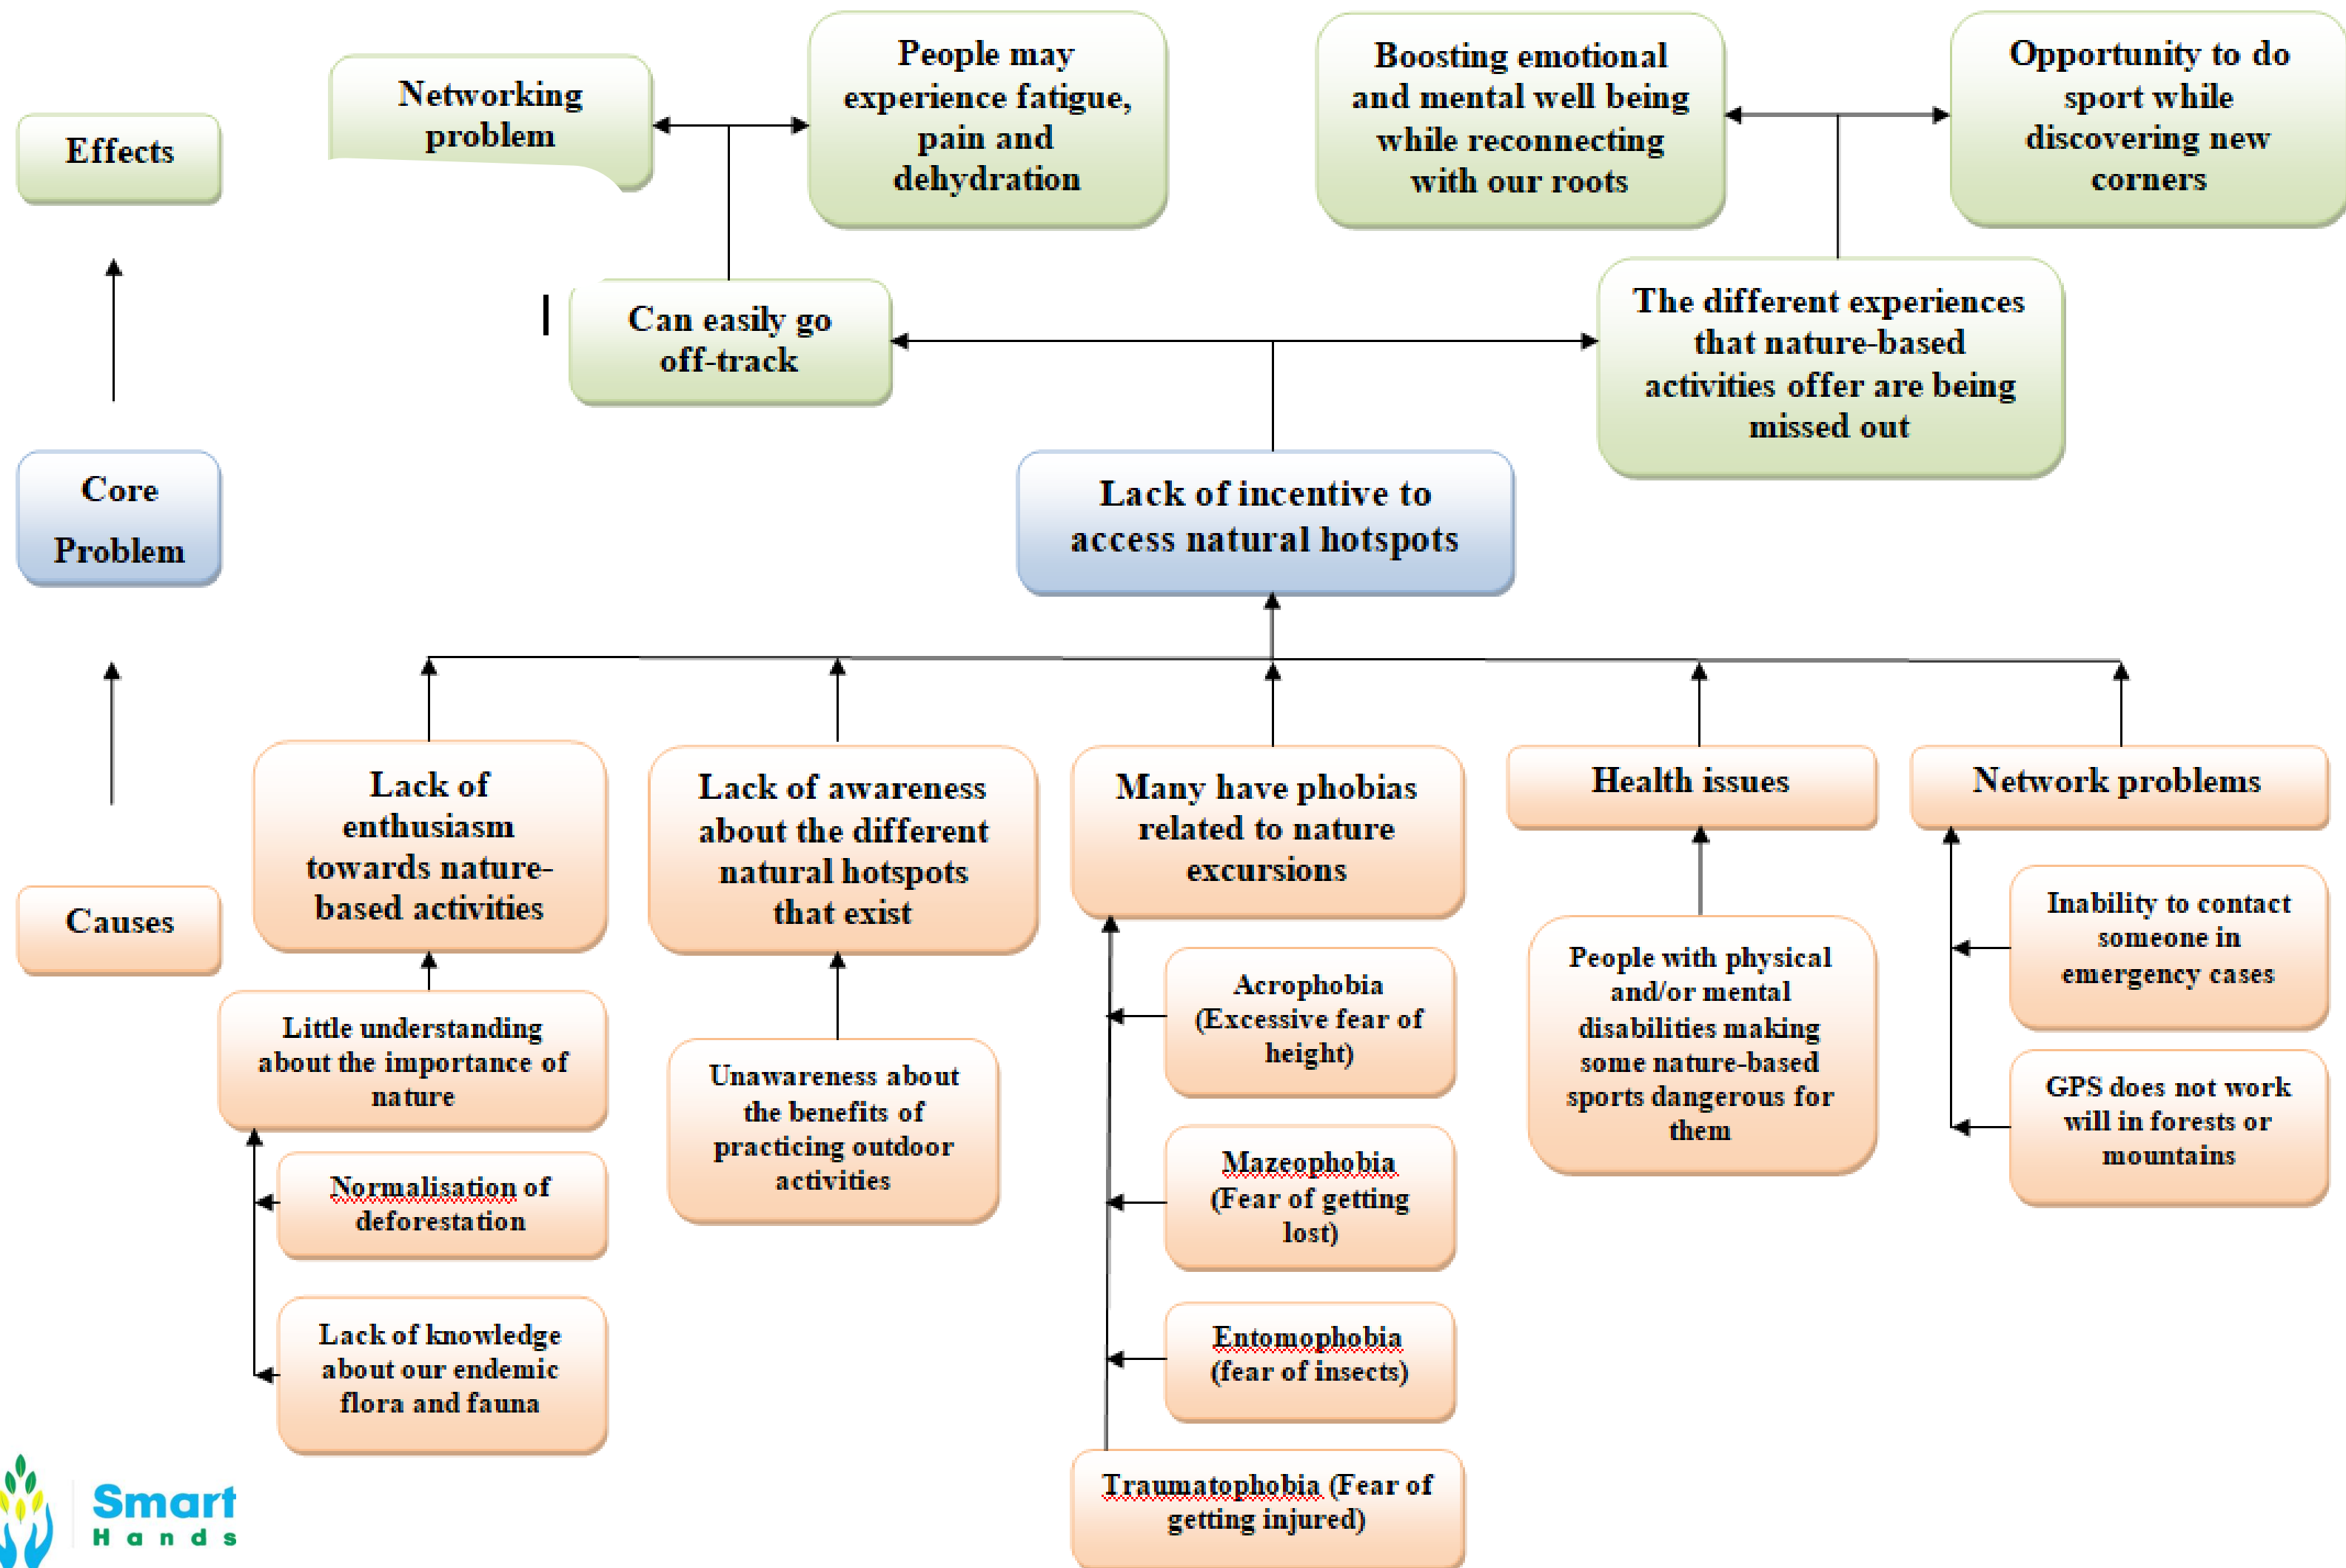 Effects
Networking
problem
People may
experience fatigue,
pain and
dehydration
Boosting emotional
and mental well being
while reconnecting
with our roots
Opportunity to do
sport while
discovering new
corners
Can easily go
off-track
The different experiences
that nature-based
activities offer are being
missed out
Core
Problem
Lack of incentive to
access natural hotspots
Causes
Lack of
enthusiasm
towards nature-
based activities
Little understanding
about the importance of
nature
Normalisation of
deforestation
Lack of knowledge
about our endemic
flora and fauna
Lack of awareness
about the different
natural hotspots
that exist
Unawareness about
the benefits of
practicing outdoor
activities
Many have phobias
related to nature
excursions
Acrophobia
(Excessive fear of
height)
Mazeophobia
(Fear of getting
lost)
Entomophobia
(fear of insects)
Traumatophobia (Fear of
getting injured)
Health issues
People with physical
and/or mental
disabilities making
some nature-based
sports dangerous for
them
Network problems
Inability to contact
someone in
emergency cases
GPS does not work
will in forests or
mountains
Smart
Hands